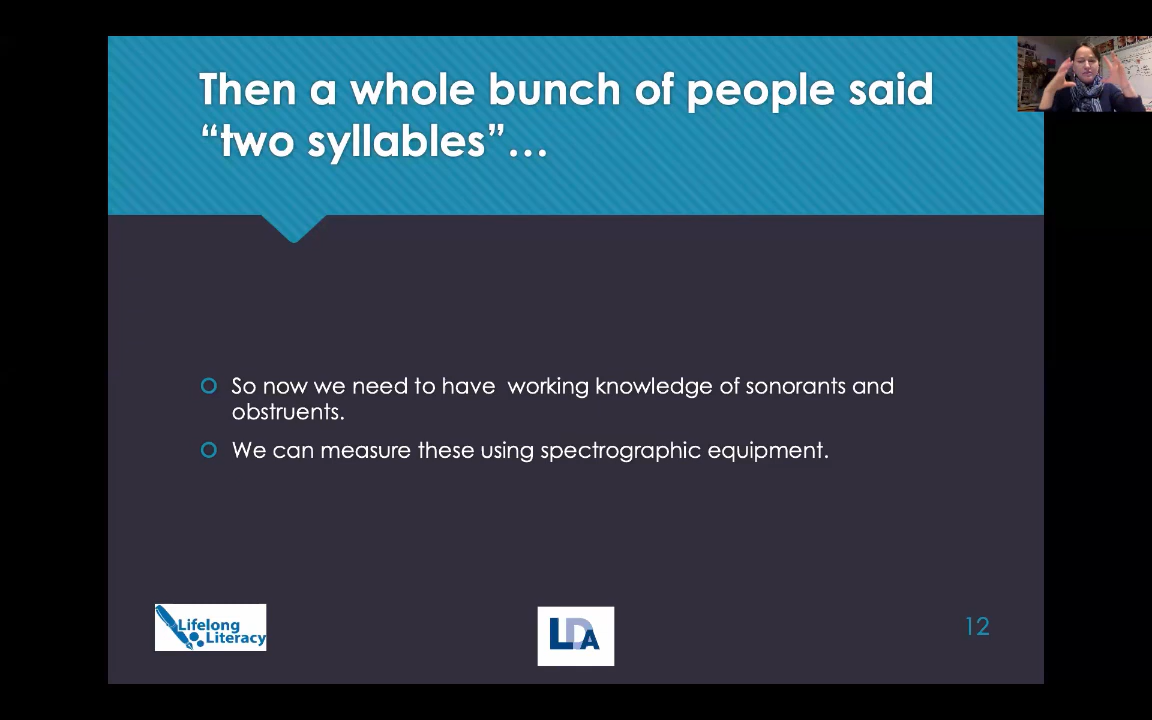 Then a whole bunch of people said
“two syllables”…
So now we need to have  working knowledge of sonorants and
obstruents.
We can measure these using spectrographic equipment.
Lifelong
Literacy
LDA
12